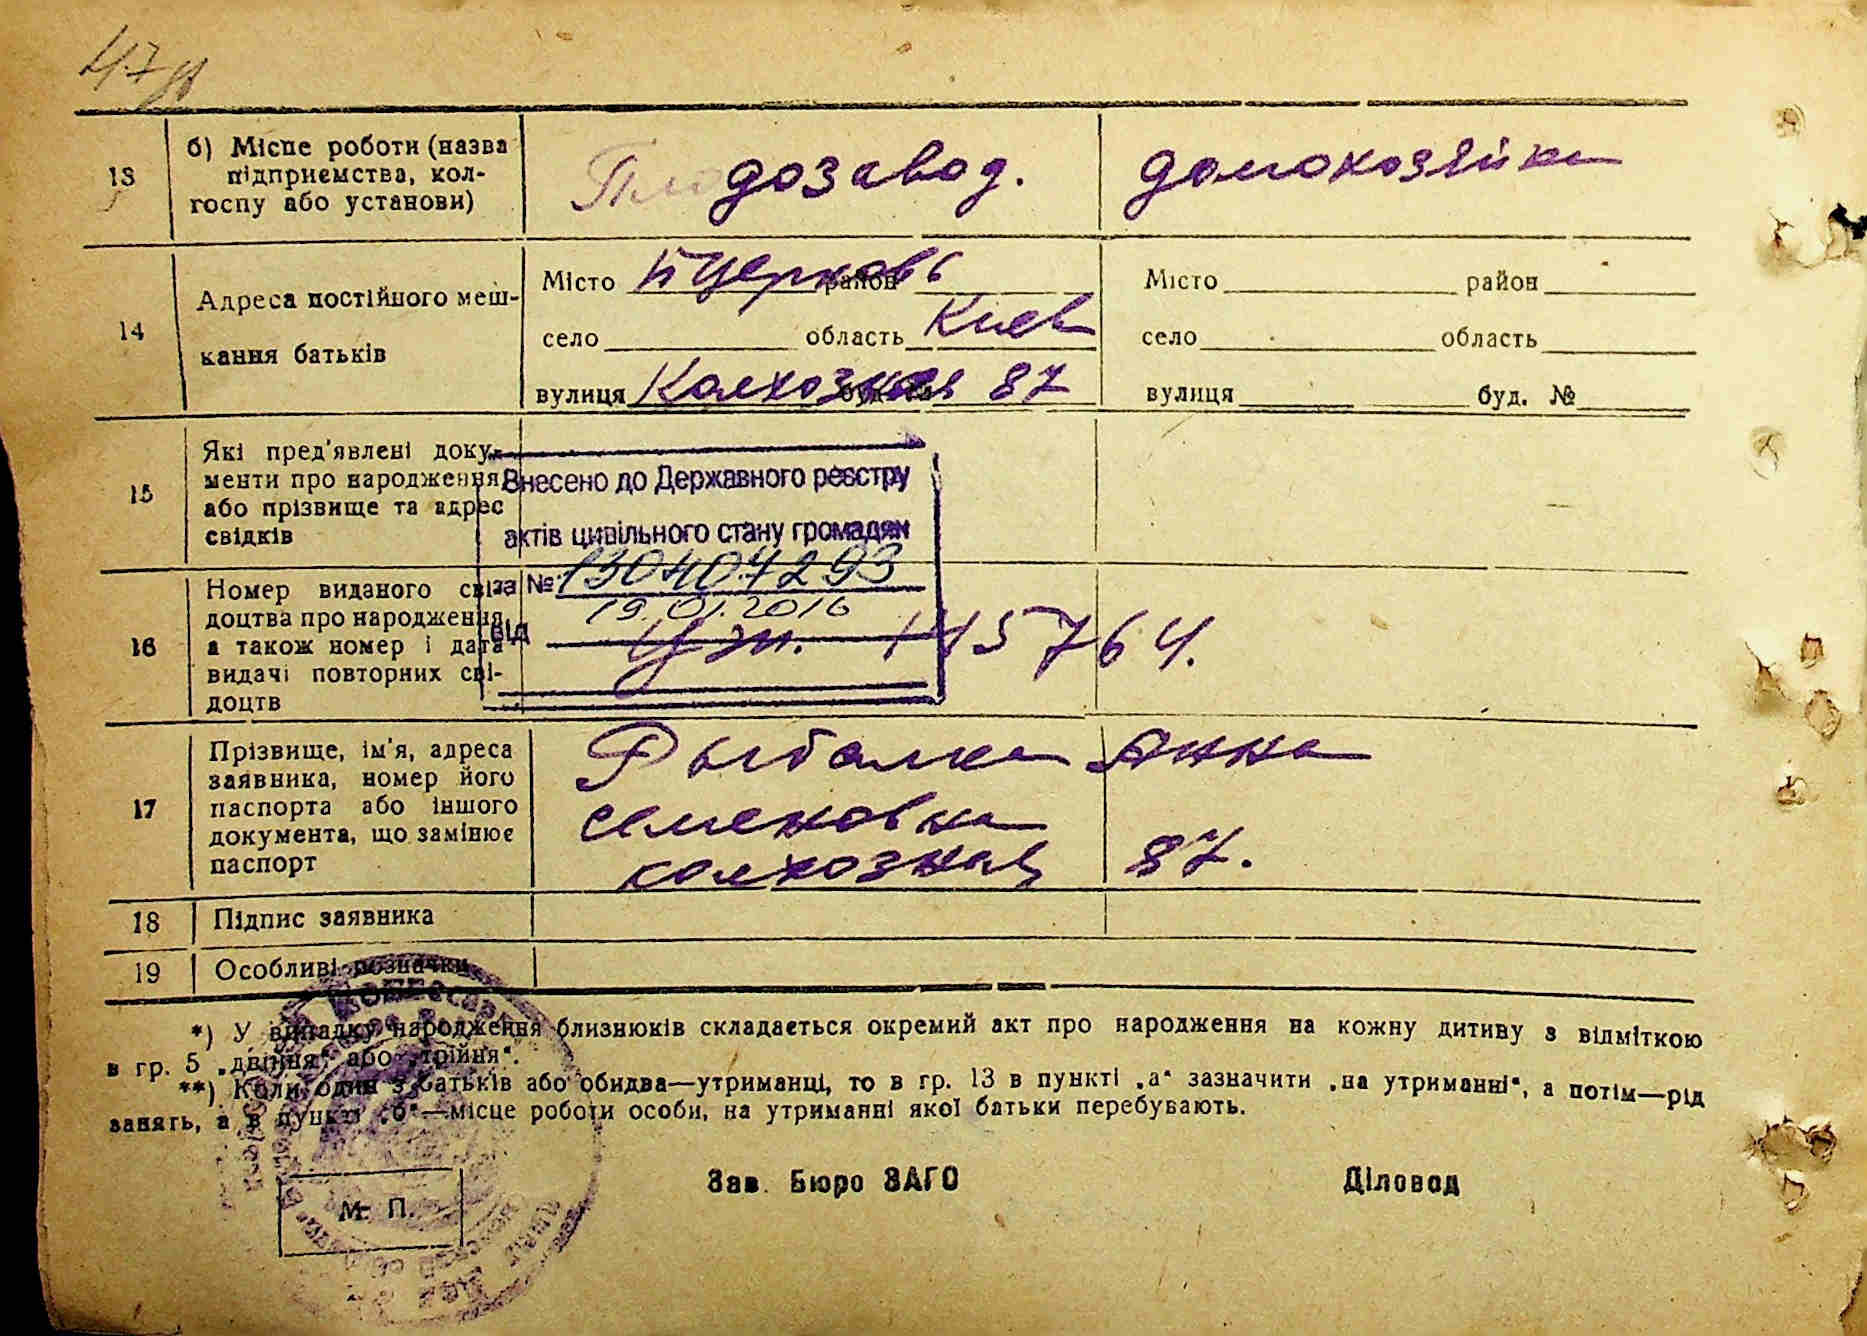 13
б) Місце роботи (назва
підприємства, кол-
госпу або установи)
Плодозавод.
домохозяйка
14
Адреса постійного меш-
кання батьків
Місто Бцерковь район
село область Киев
вулиця Колхозная 87
Місто район
село область
вулиця буд. №
15
Які пред'явлені доку-
менти про народження
або прізвище та адрес
свідків
Внесено до Державного реєстру
актів цивільного стану громадян
за № 130407293
19.01.2016
від
16
Номер виданого сві-
доцтва про народження
а також номер і дата
видачі повторних сві-
доцтв
145764.
17
Прізвище, ім'я, адреса
заявника, номер його
паспорта або іншого
документа, що замінює
паспорт
Рыбалка Анна
Семеновна
колхозная 87.
18
Підпис заявника
19
Особливі розначки
*) У випадку народження близнюків складається окремий акт про народження на кожну дитину з відміткою
в гр. 5 „двійня“ або „трійня“.
**) Коли один з батьків або обидва—утриманці, то в гр. 13 в пункті „а“ зазначити „на утриманні“, а потім—рід
занять, а в пункті „б“—місце роботи особи, на утриманні якої батьки перебувають.
Зав. Бюро ЗАГО
Діловод
М. П.